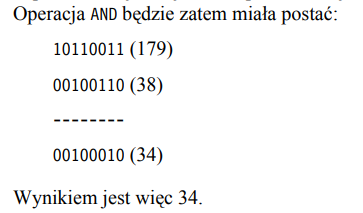 Operacja AND będzie zatem miała postać:
10110011 (179)
00100110 (38)
--------
00100010 (34)
Wynikiem jest więc 34.